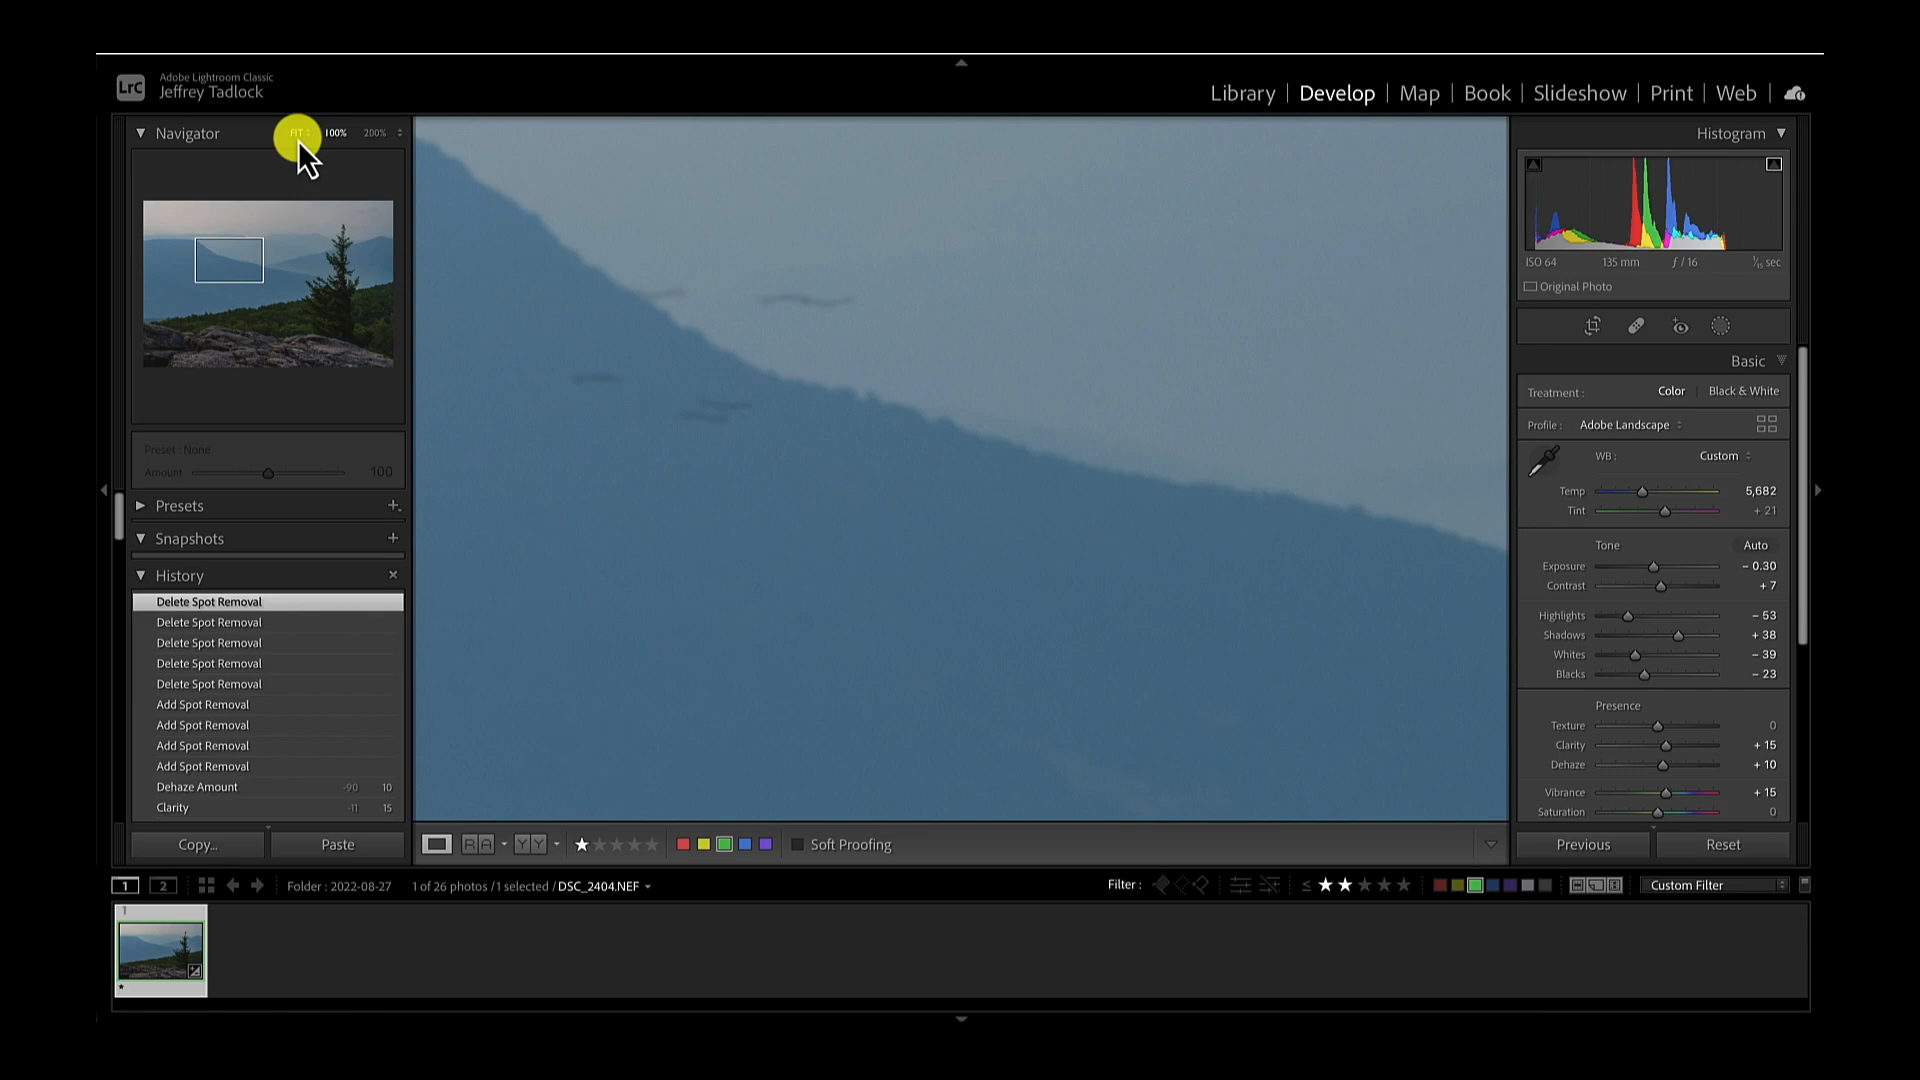 LrC
Adobe Lightroom Classic
Jeffrey Tadlock
Library | Develop | Map | Book | Slideshow | Print | Web |
Navigator FIT 100% 200%
Histogram
ISO 64 135 mm ƒ / 16 1/15 sec
Original Photo
Basic
Treatment : Color | Black & White
Profile : Adobe Landscape
WB : Custom
Temp 5,682
Tint + 21
Tone Auto
Exposure − 0.30
Contrast + 7
Highlights − 53
Shadows + 38
Whites − 39
Blacks − 23
Presence
Texture 0
Clarity + 15
Dehaze + 10
Vibrance + 15
Saturation 0
Previous Reset
Preset : None
Amount 100
Presets
Snapshots
History
Delete Spot Removal
Delete Spot Removal
Delete Spot Removal
Delete Spot Removal
Delete Spot Removal
Add Spot Removal
Add Spot Removal
Add Spot Removal
Add Spot Removal
Dehaze Amount -90 10
Clarity -11 15
Copy... Paste
R A Y Y Soft Proofing
1 2 Folder : 2022-08-27 1 of 26 photos / 1 selected / DSC_2404.NEF Filter : ≤ Custom Filter
1